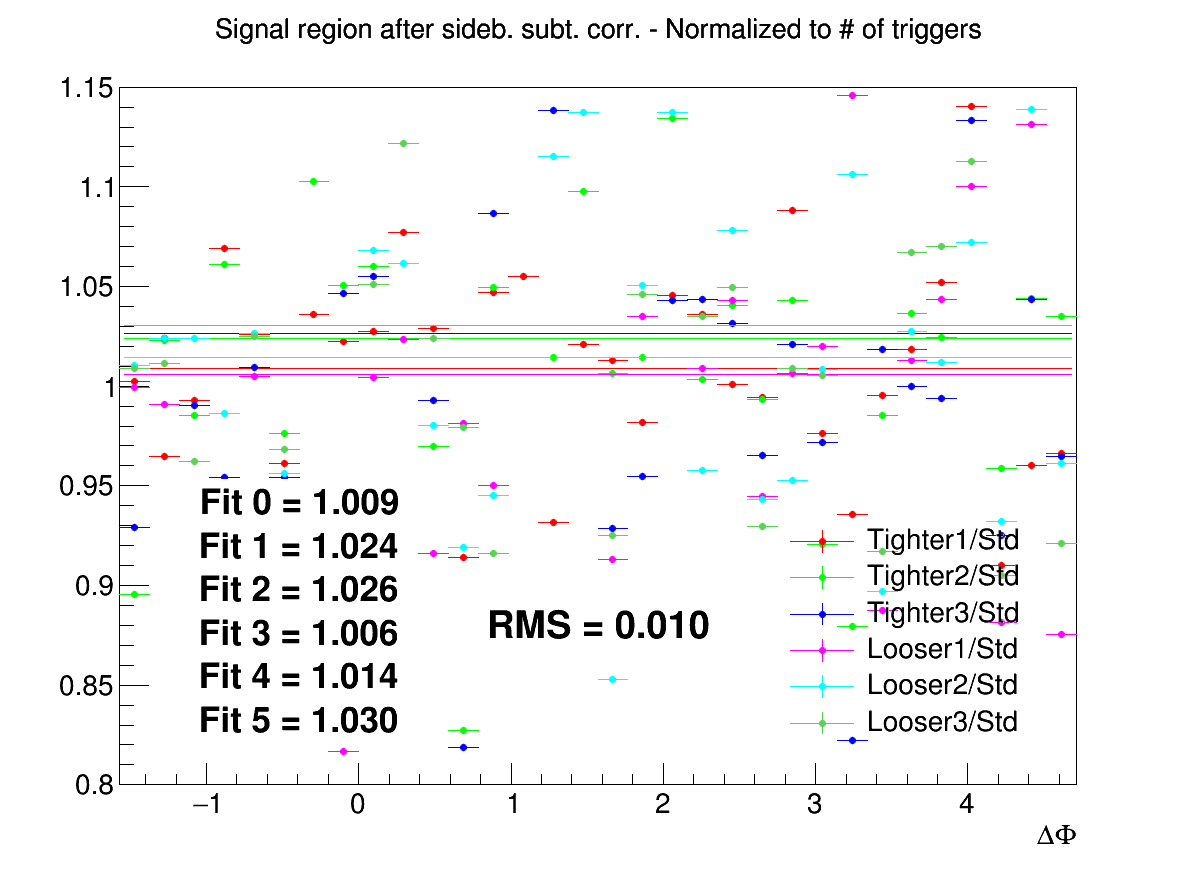 Signal region after sideb. subt. corr. - Normalized to # of triggers
1.15
1.1
1.05
1
0.95
0.9
0.85
0.8
Fit 0 = 1.009
Fit 1 = 1.024
Fit 2 = 1.026
Fit 3 = 1.006
Fit 4 = 1.014
Fit 5 = 1.030
RMS = 0.010
Tighter1/Std
Tighter2/Std
Tighter3/Std
Looser1/Std
Looser2/Std
Looser3/Std
−1 0 1 2 3 4
ΔΦ